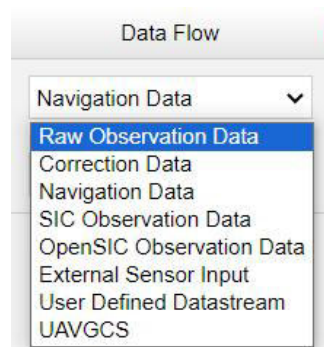 Data Flow
Navigation Data
Raw Observation Data
Correction Data
Navigation Data
SIC Observation Data
OpenSIC Observation Data
External Sensor Input
User Defined Datastream
UAVGCS